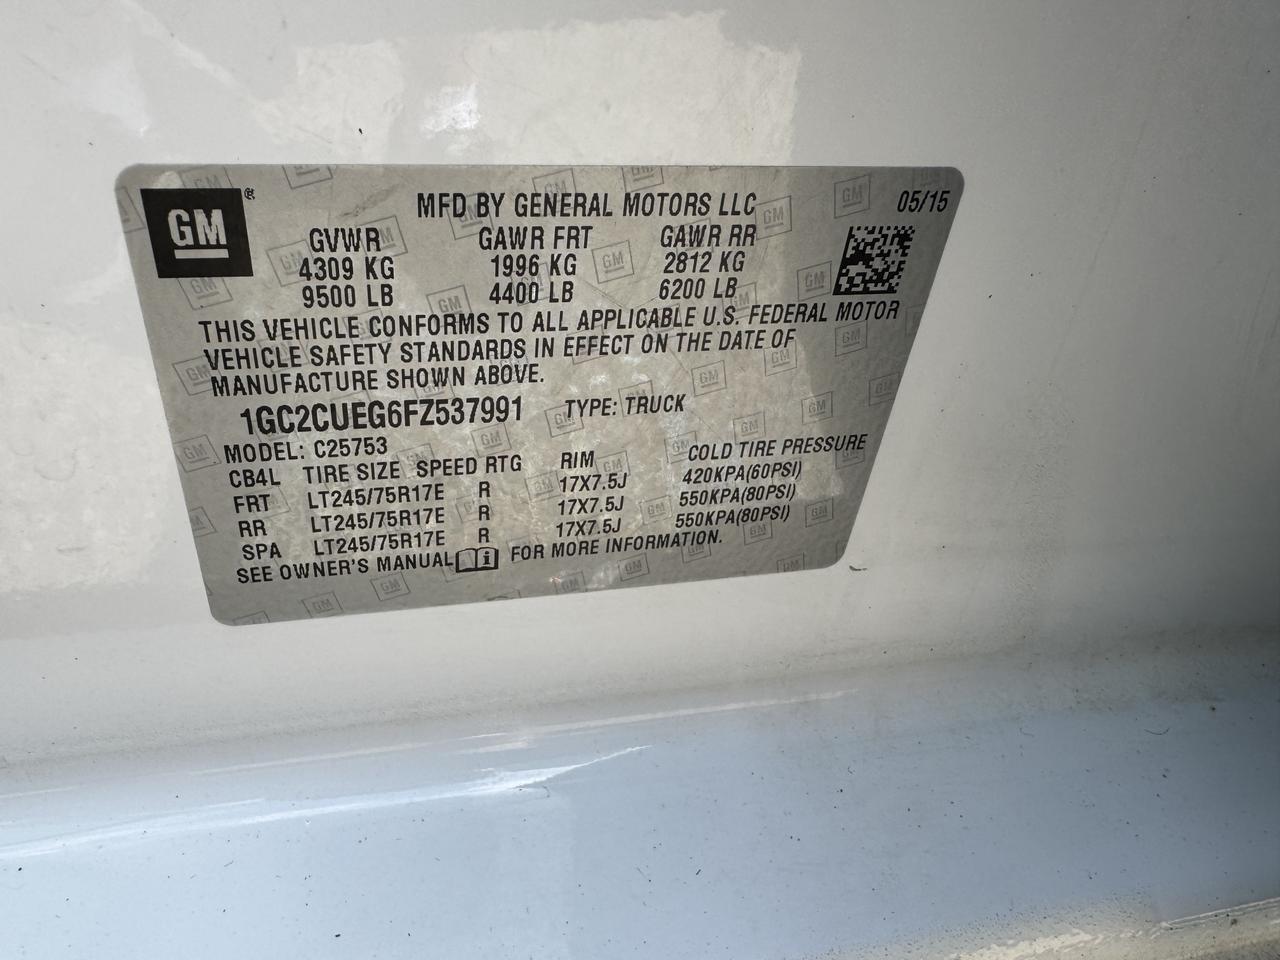 GM ®
MFD BY GENERAL MOTORS LLC 05/15
GVWR GAWR FRT GAWR RR
4309 KG 1996 KG 2812 KG
9500 LB 4400 LB 6200 LB
THIS VEHICLE CONFORMS TO ALL APPLICABLE U.S. FEDERAL MOTOR
VEHICLE SAFETY STANDARDS IN EFFECT ON THE DATE OF
MANUFACTURE SHOWN ABOVE.
1GC2CUEG6FZ537991 TYPE: TRUCK
MODEL: C25753
CB4L TIRE SIZE SPEED RTG RIM COLD TIRE PRESSURE
FRT LT245/75R17E R 17X7.5J 420KPA(60PSI)
RR LT245/75R17E R 17X7.5J 550KPA(80PSI)
SPA LT245/75R17E R 17X7.5J 550KPA(80PSI)
SEE OWNER'S MANUAL FOR MORE INFORMATION.